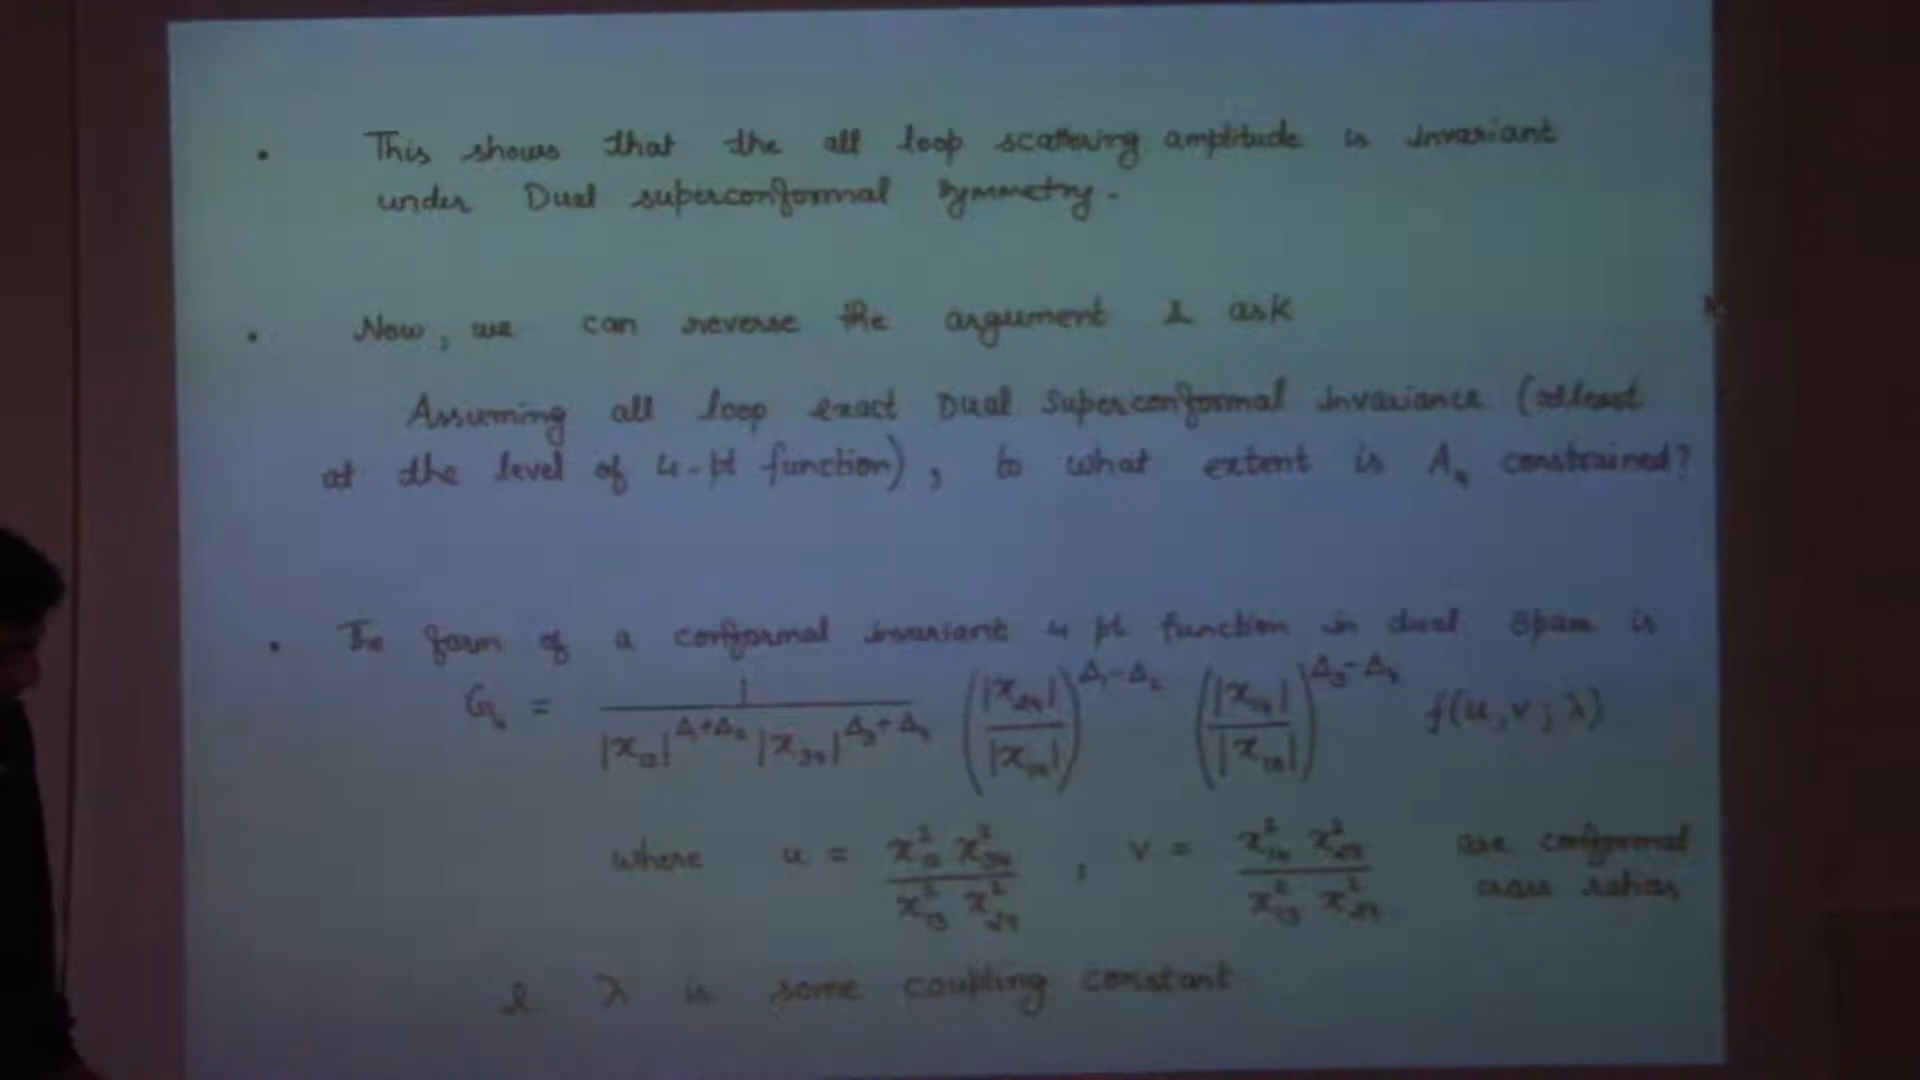 • This shows that the all loop scattering amplitude is invariant
under Dual superconformal symmetry.
• Now, we can reverse the argument & ask
Assuming all loop exact Dual Superconformal invariance (atleast
at the level of 4-pt function), to what extent is A₄ constrained?
• The form of a conformal invariant 4 pt function in dual space is
G₄ = 1 / (|x₁₂|^{Δ₁+Δ₂} |x₃₄|^{Δ₃+Δ₄}) (|x₂₄| / |x₁₄|)^{Δ₁-Δ₂} (|x₁₄| / |x₁₃|)^{Δ₃-Δ₄} f(u,v;λ)
where u = x₁₂² x₃₄² / x₁₃² x₂₄² , v = x₁₄² x₂₃² / x₁₃² x₂₄² are conformal
cross ratios
& λ is some coupling constant